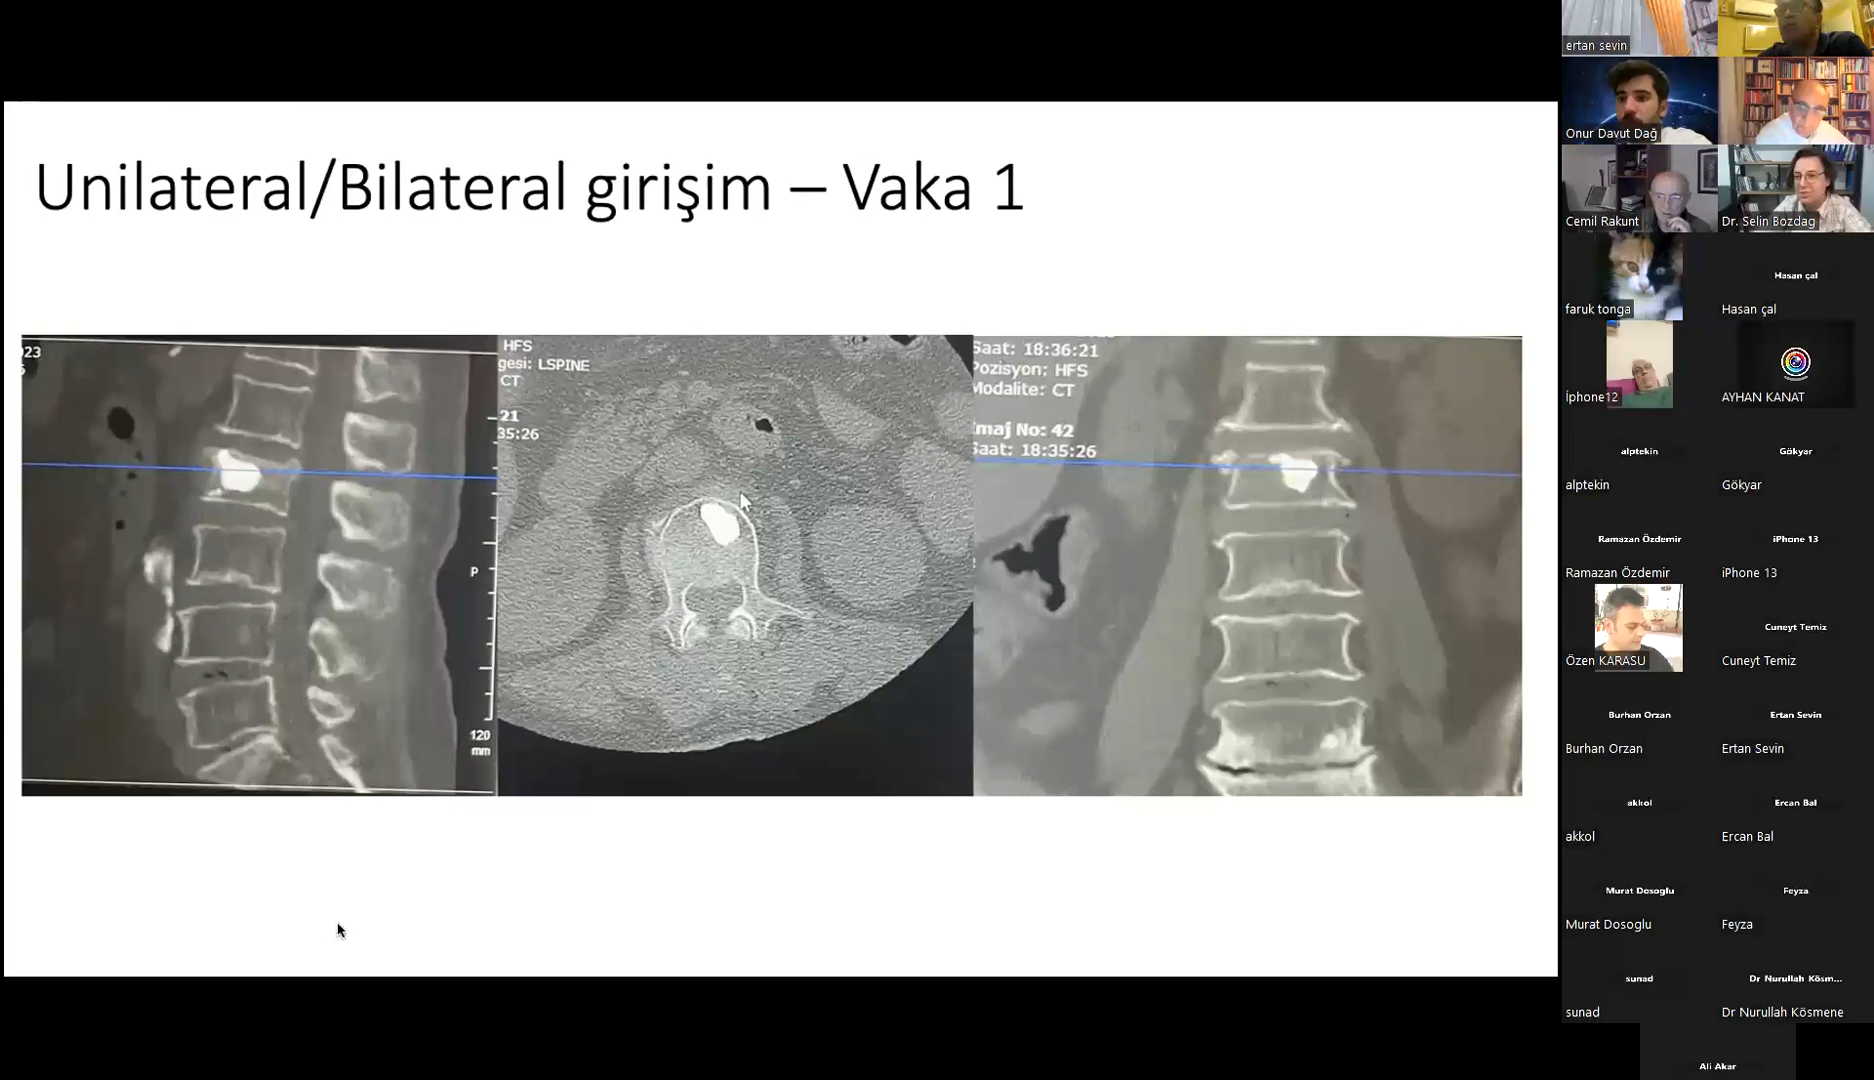 Unilateral/Bilateral girişim – Vaka 1
HFS
gesi: LSPINE
CT
21
35:26
P
120
mm
Saat: 18:36:21
Pozisyon: HFS
Modalite: CT
İmaj No: 42
Saat: 18:35:26
ertan sevin
Onur Davut Dağ
Cemil Rakunt
Dr. Selin Bozdag
faruk tonga
Hasan çal
Hasan çal
İphone12
AYHAN KANAT
alptekin
alptekin
Gökyar
Gökyar
Ramazan Özdemir
Ramazan Özdemir
iPhone 13
iPhone 13
Özen KARASU
Cuneyt Temiz
Cuneyt Temiz
Burhan Orzan
Burhan Orzan
Ertan Sevin
Ertan Sevin
akkol
akkol
Ercan Bal
Ercan Bal
Murat Dosoglu
Murat Dosoglu
Feyza
Feyza
sunad
sunad
Dr Nurullah Kösm...
Dr Nurullah Kösmene
Ali Akar